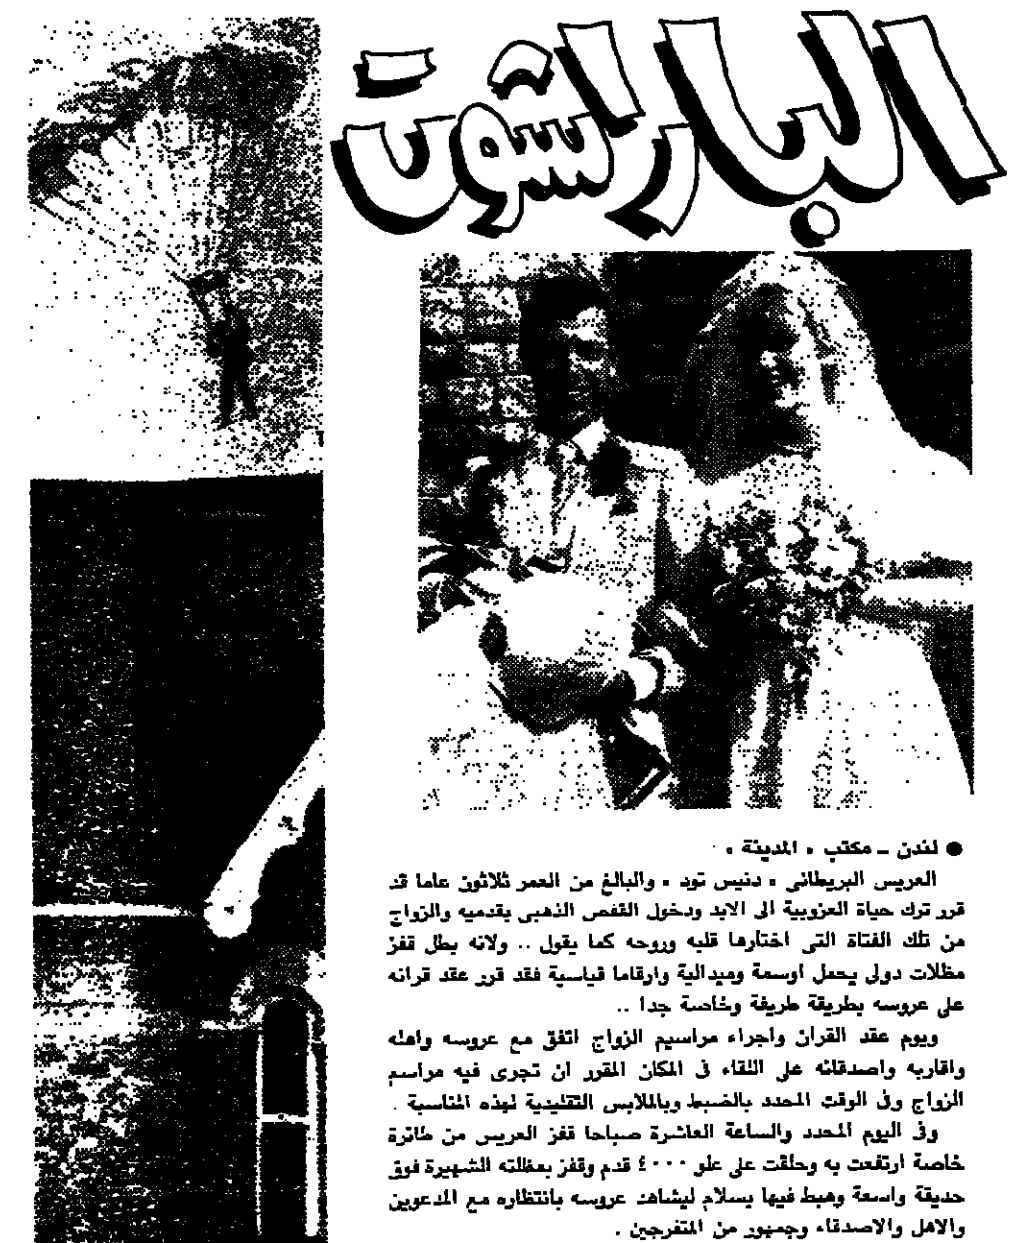 الباراشوت
● لندن ـ مكتب « المدينة »
العريس البريطانى « دنيس تود » والبالغ من العمر ثلاثون عاما قد
قرر ترك حياة العزوبية الى الابد ودخول القفص الذهبى بقدميه والزواج
من تلك الفتاة التى اختارها قلبه وروحه كما يقول .. ولانه بطل قفز
مظلات دولى يحمل اوسمة وميدالية وارقاما قياسية فقد قرر عقد قرانه
على عروسه بطريقة طريفة وخاصة جدا ..
ويوم عقد القران واجراء مراسيم الزواج اتفق مع عروسه واهله
واقاربه واصدقائه على اللقاء فى المكان المقرر ان تجرى فيه مراسم
الزواج وفى الوقت المحدد بالضبط وبالملابس التقليدية لهذه المناسبة .
وفى اليوم المحدد والساعة العاشرة صباحا قفز العريس من طائرة
خاصة ارتفعت به وحلقت على علو ٤٠٠٠ قدم وقفز بمظلته الشهيرة فوق
حديقة واسعة وهبط فيها بسلام ليشاهد عروسه بانتظاره مع المدعوين
والاهل والاصدقاء وجمهور من المتفرجين .